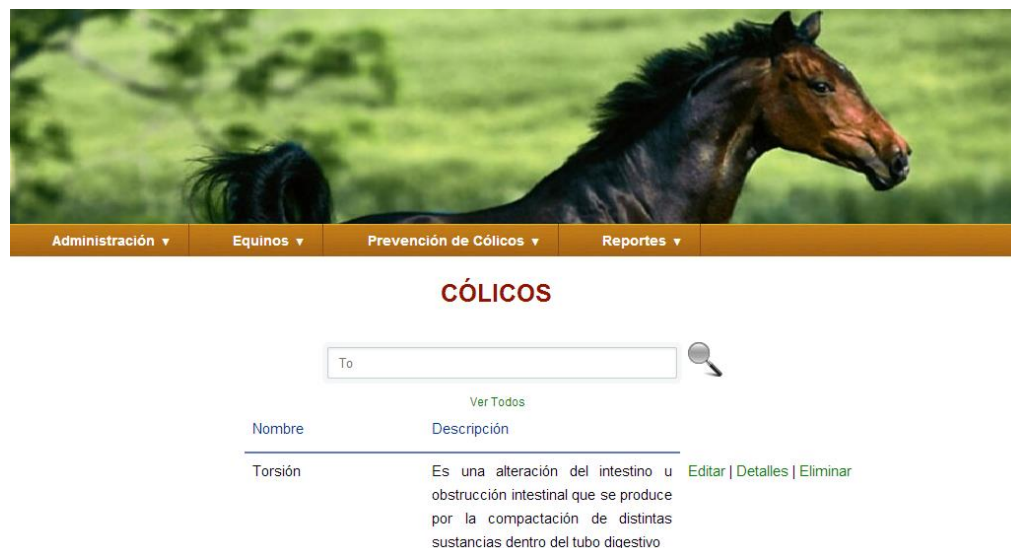 Administración ▼ Equinos ▼ Prevención de Cólicos ▼ Reportes ▼
CÓLICOS
To
Ver Todos
Nombre Descripción
Torsión Es una alteración del intestino u Editar | Detalles | Eliminar
obstrucción intestinal que se produce
por la compactación de distintas
sustancias dentro del tubo digestivo